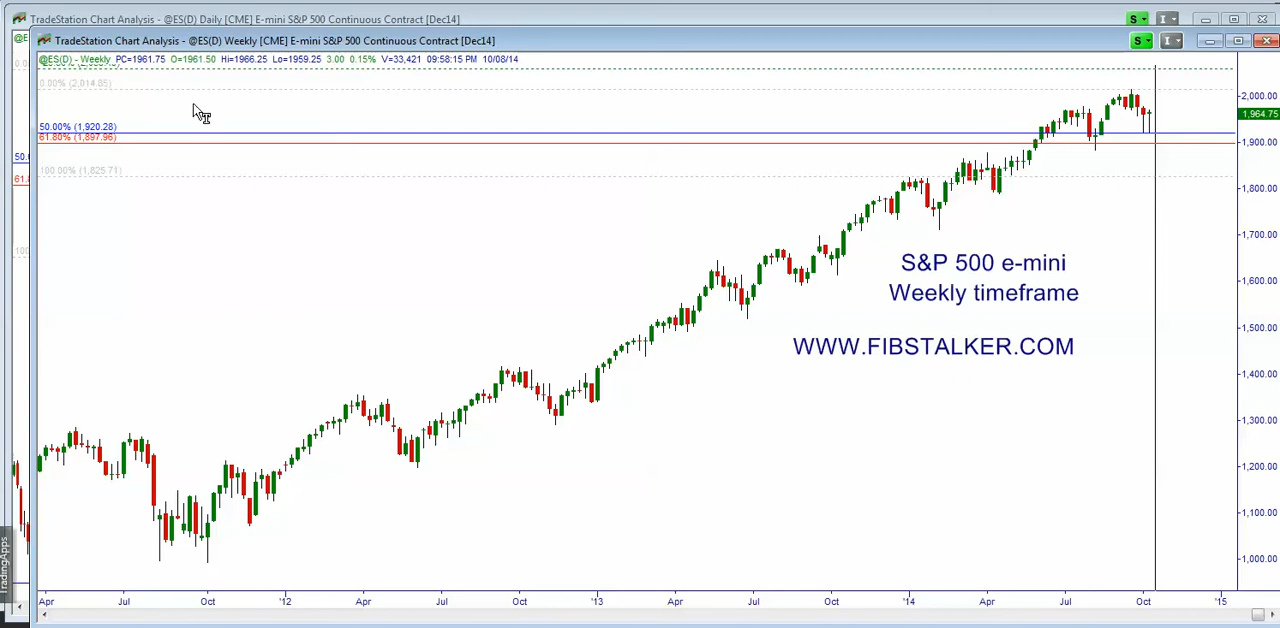 TradeStation Chart Analysis - @ES(D) Daily [CME] E-mini S&P 500 Continuous Contract [Dec14]
S
I
@E
TradeStation Chart Analysis - @ES(D) Weekly [CME] E-mini S&P 500 Continuous Contract [Dec14]
S
I
@ES(D) - Weekly PC=1961.75 O=1961.50 Hi=1966.25 Lo=1959.25 3.00 0.15% V=33,421 09:58:15 PM 10/08/14
0.00% (2,014.85)
2,000.00
1,964.75
50.00% (1,920.28)
61.80% (1,897.96)
1,900.00
50.
100.00% (1,825.71)
61.8
1,800.00
1,700.00
100
S&P 500 e-mini
Weekly timeframe
1,600.00
1,500.00
WWW.FIBSTALKER.COM
1,400.00
1,300.00
1,200.00
1,100.00
1,000.00
TradingApps
Apr Jul Oct '12 Apr Jul Oct '13 Apr Jul Oct '14 Apr Jul Oct '15